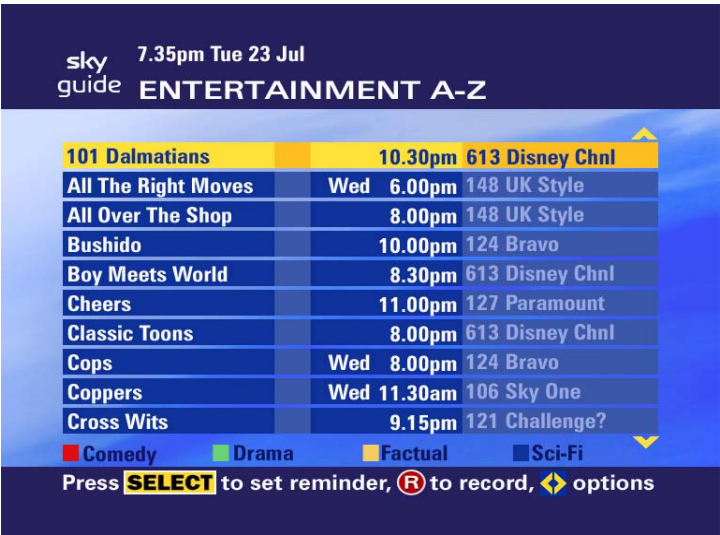 sky guide 7.35pm Tue 23 Jul
ENTERTAINMENT A-Z
101 Dalmatians 10.30pm 613 Disney Chnl
All The Right Moves Wed 6.00pm 148 UK Style
All Over The Shop 8.00pm 148 UK Style
Bushido 10.00pm 124 Bravo
Boy Meets World 8.30pm 613 Disney Chnl
Cheers 11.00pm 127 Paramount
Classic Toons 8.00pm 613 Disney Chnl
Cops Wed 8.00pm 124 Bravo
Coppers Wed 11.30am 106 Sky One
Cross Wits 9.15pm 121 Challenge?
Comedy Drama Factual Sci-Fi
Press SELECT to set reminder, R to record, options